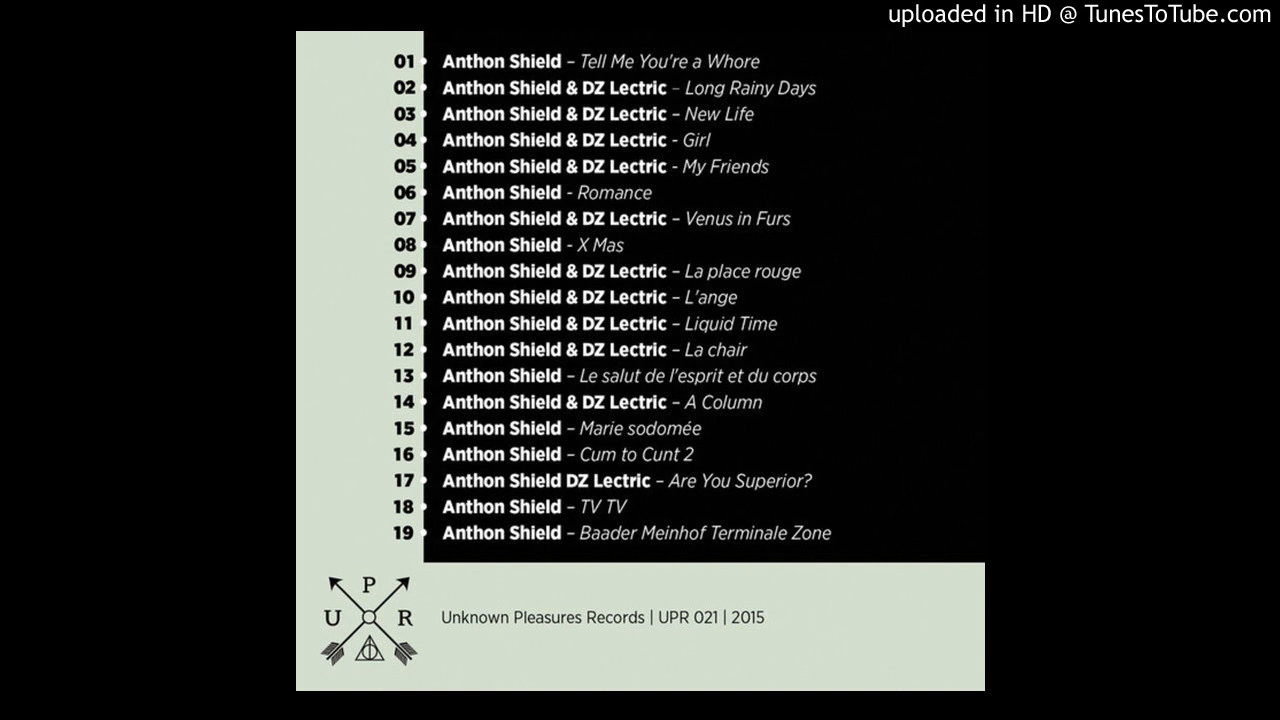 uploaded in HD @ TunesToTube.com
01 Anthon Shield – Tell Me You're a Whore
02 Anthon Shield & DZ Lectric – Long Rainy Days
03 Anthon Shield & DZ Lectric – New Life
04 Anthon Shield & DZ Lectric - Girl
05 Anthon Shield & DZ Lectric - My Friends
06 Anthon Shield - Romance
07 Anthon Shield & DZ Lectric – Venus in Furs
08 Anthon Shield - X Mas
09 Anthon Shield & DZ Lectric – La place rouge
10 Anthon Shield & DZ Lectric – L'ange
11 Anthon Shield & DZ Lectric – Liquid Time
12 Anthon Shield & DZ Lectric – La chair
13 Anthon Shield – Le salut de l'esprit et du corps
14 Anthon Shield & DZ Lectric – A Column
15 Anthon Shield – Marie sodomée
16 Anthon Shield – Cum to Cunt 2
17 Anthon Shield DZ Lectric – Are You Superior?
18 Anthon Shield – TV TV
19 Anthon Shield – Baader Meinhof Terminale Zone
P
U R
Unknown Pleasures Records | UPR 021 | 2015